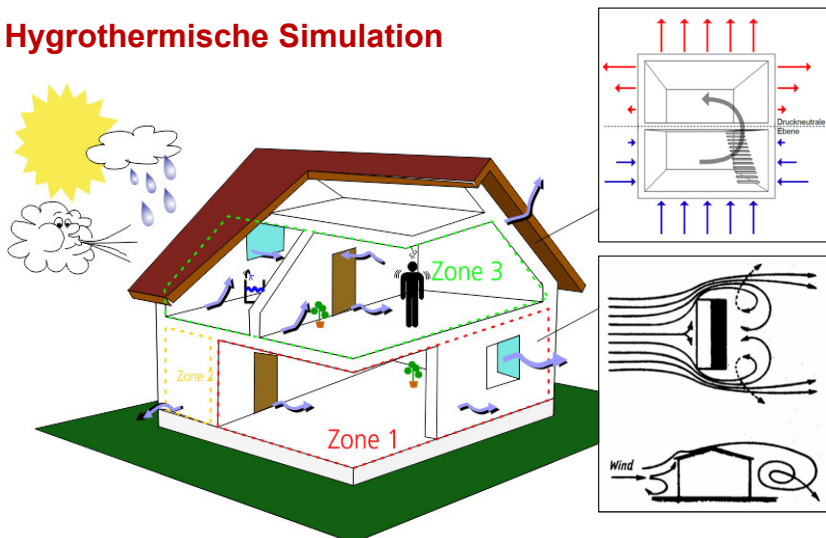 Hygrothermische Simulation
Druckneutrale
Ebene
Zone 3
Zone 2
Zone 1
Wind